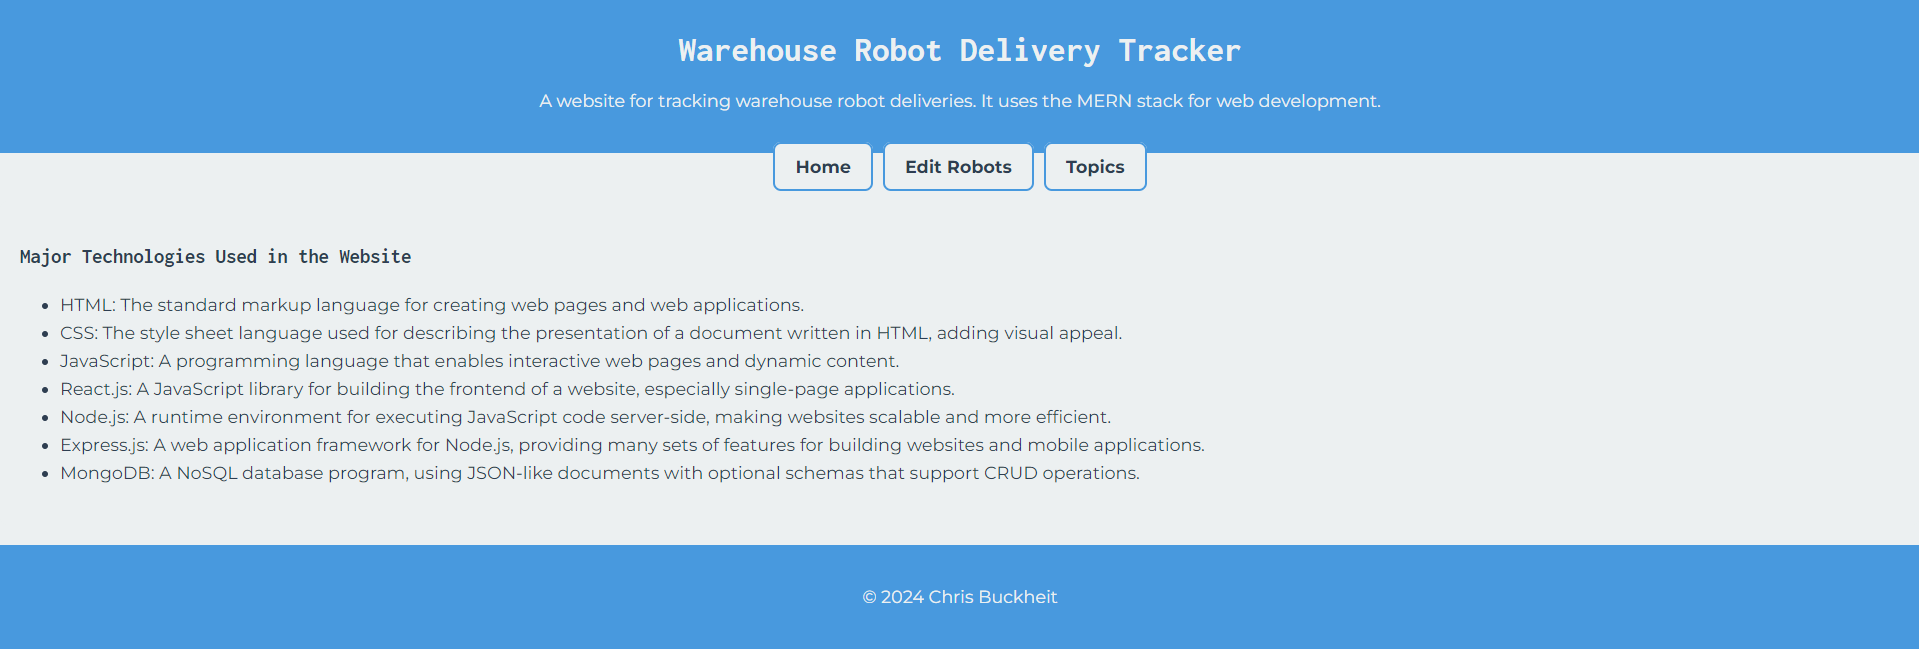 Warehouse Robot Delivery Tracker
A website for tracking warehouse robot deliveries. It uses the MERN stack for web development.
Home Edit Robots Topics
Major Technologies Used in the Website
• HTML: The standard markup language for creating web pages and web applications.
• CSS: The style sheet language used for describing the presentation of a document written in HTML, adding visual appeal.
• JavaScript: A programming language that enables interactive web pages and dynamic content.
• React.js: A JavaScript library for building the frontend of a website, especially single-page applications.
• Node.js: A runtime environment for executing JavaScript code server-side, making websites scalable and more efficient.
• Express.js: A web application framework for Node.js, providing many sets of features for building websites and mobile applications.
• MongoDB: A NoSQL database program, using JSON-like documents with optional schemas that support CRUD operations.
© 2024 Chris Buckheit